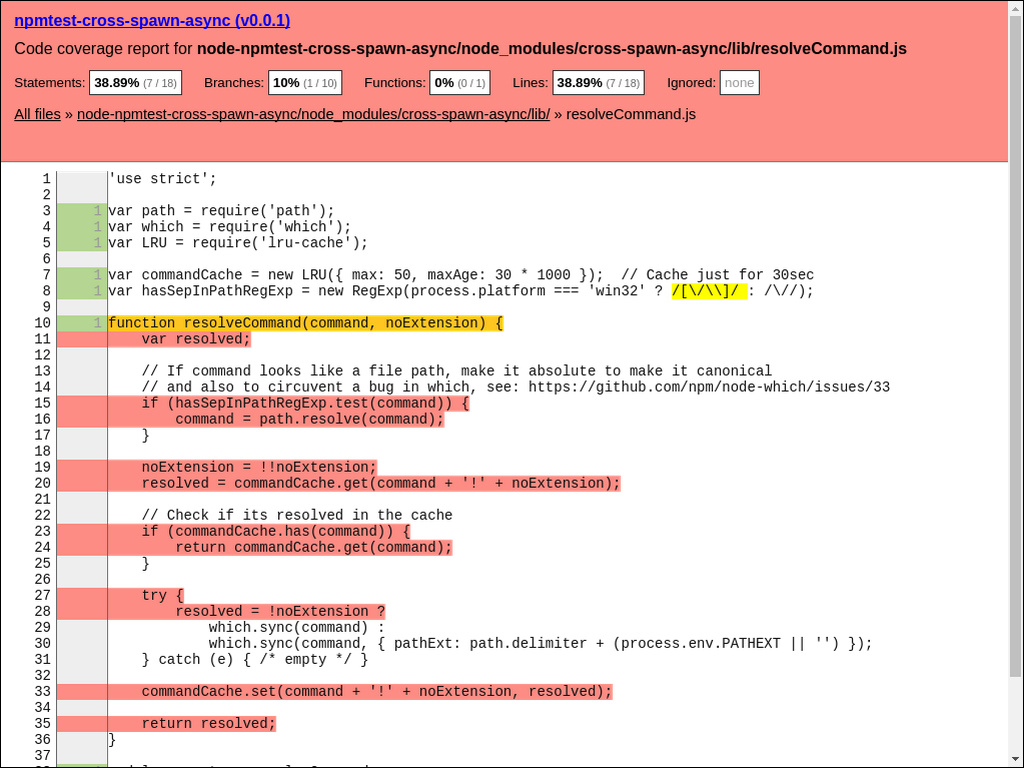 npmtest-cross-spawn-async (v0.0.1)
Code coverage report for node-npmtest-cross-spawn-async/node_modules/cross-spawn-async/lib/resolveCommand.js
Statements: 38.89% (7 / 18) Branches: 10% (1 / 10) Functions: 0% (0 / 1) Lines: 38.89% (7 / 18) Ignored: none
All files » node-npmtest-cross-spawn-async/node_modules/cross-spawn-async/lib/ » resolveCommand.js
1 'use strict';
2
3 1 var path = require('path');
4 1 var which = require('which');
5 1 var LRU = require('lru-cache');
6
7 1 var commandCache = new LRU({ max: 50, maxAge: 30 * 1000 });  // Cache just for 30sec
8 1 var hasSepInPathRegExp = new RegExp(process.platform === 'win32' ? /[\/\\]/ : /\//);
9
10 1 function resolveCommand(command, noExtension) {
11     var resolved;
12
13     // If command looks like a file path, make it absolute to make it canonical
14     // and also to circuvent a bug in which, see: https://github.com/npm/node-which/issues/33
15     if (hasSepInPathRegExp.test(command)) {
16         command = path.resolve(command);
17     }
18
19     noExtension = !!noExtension;
20     resolved = commandCache.get(command + '!' + noExtension);
21
22     // Check if its resolved in the cache
23     if (commandCache.has(command)) {
24         return commandCache.get(command);
25     }
26
27     try {
28         resolved = !noExtension ?
29             which.sync(command) :
30             which.sync(command, { pathExt: path.delimiter + (process.env.PATHEXT || '') });
31     } catch (e) { /* empty */ }
32
33     commandCache.set(command + '!' + noExtension, resolved);
34
35     return resolved;
36 }
37